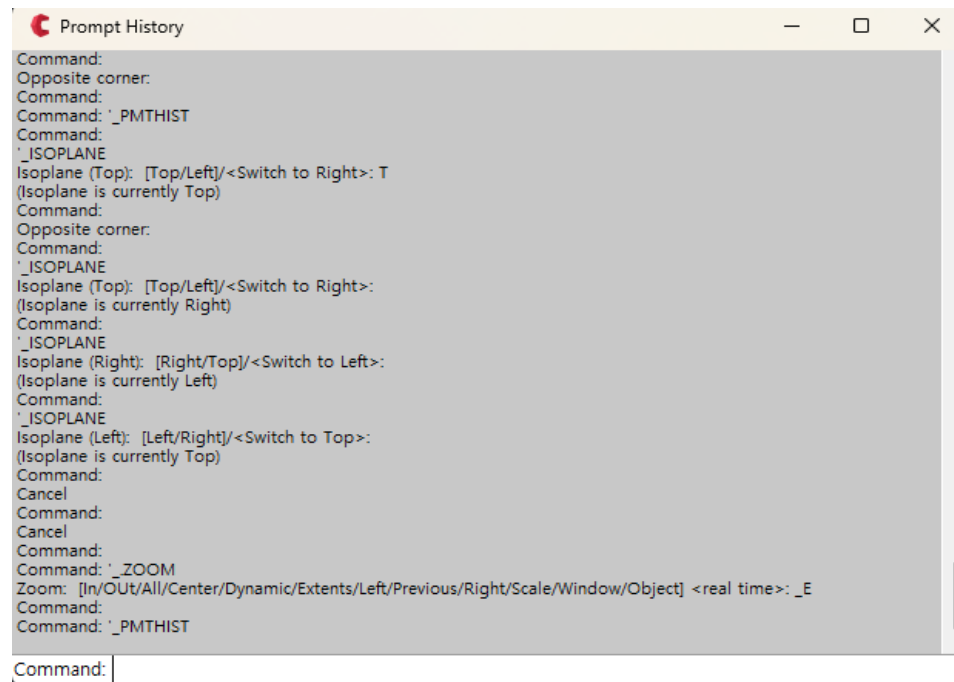 Prompt History
Command:
Opposite corner:
Command:
Command: '_PMTHIST
Command:
'_ISOPLANE
Isoplane (Top):  [Top/Left]/<Switch to Right>: T
(Isoplane is currently Top)
Command:
Opposite corner:
Command:
'_ISOPLANE
Isoplane (Top):  [Top/Left]/<Switch to Right>:
(Isoplane is currently Right)
Command:
'_ISOPLANE
Isoplane (Right):  [Right/Top]/<Switch to Left>:
(Isoplane is currently Left)
Command:
'_ISOPLANE
Isoplane (Left):  [Left/Right]/<Switch to Top>:
(Isoplane is currently Top)
Command:
Cancel
Command:
Cancel
Command:
Command: '_.ZOOM
Zoom:  [In/OUt/All/Center/Dynamic/Extents/Left/Previous/Right/Scale/Window/Object] <real time>: _E
Command:
Command: '_PMTHIST
Command: